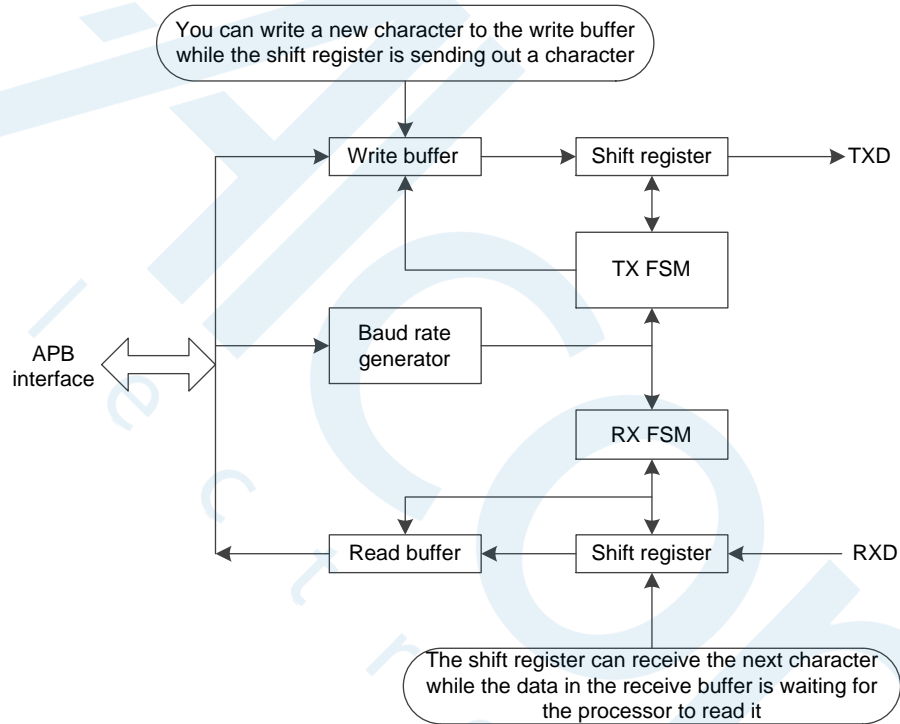 You can write a new character to the write buffer
while the shift register is sending out a character
Write buffer
Shift register
TXD
TX FSM
Baud rate
generator
APB
interface
RX FSM
Read buffer
Shift register
RXD
The shift register can receive the next character
while the data in the receive buffer is waiting for
the processor to read it